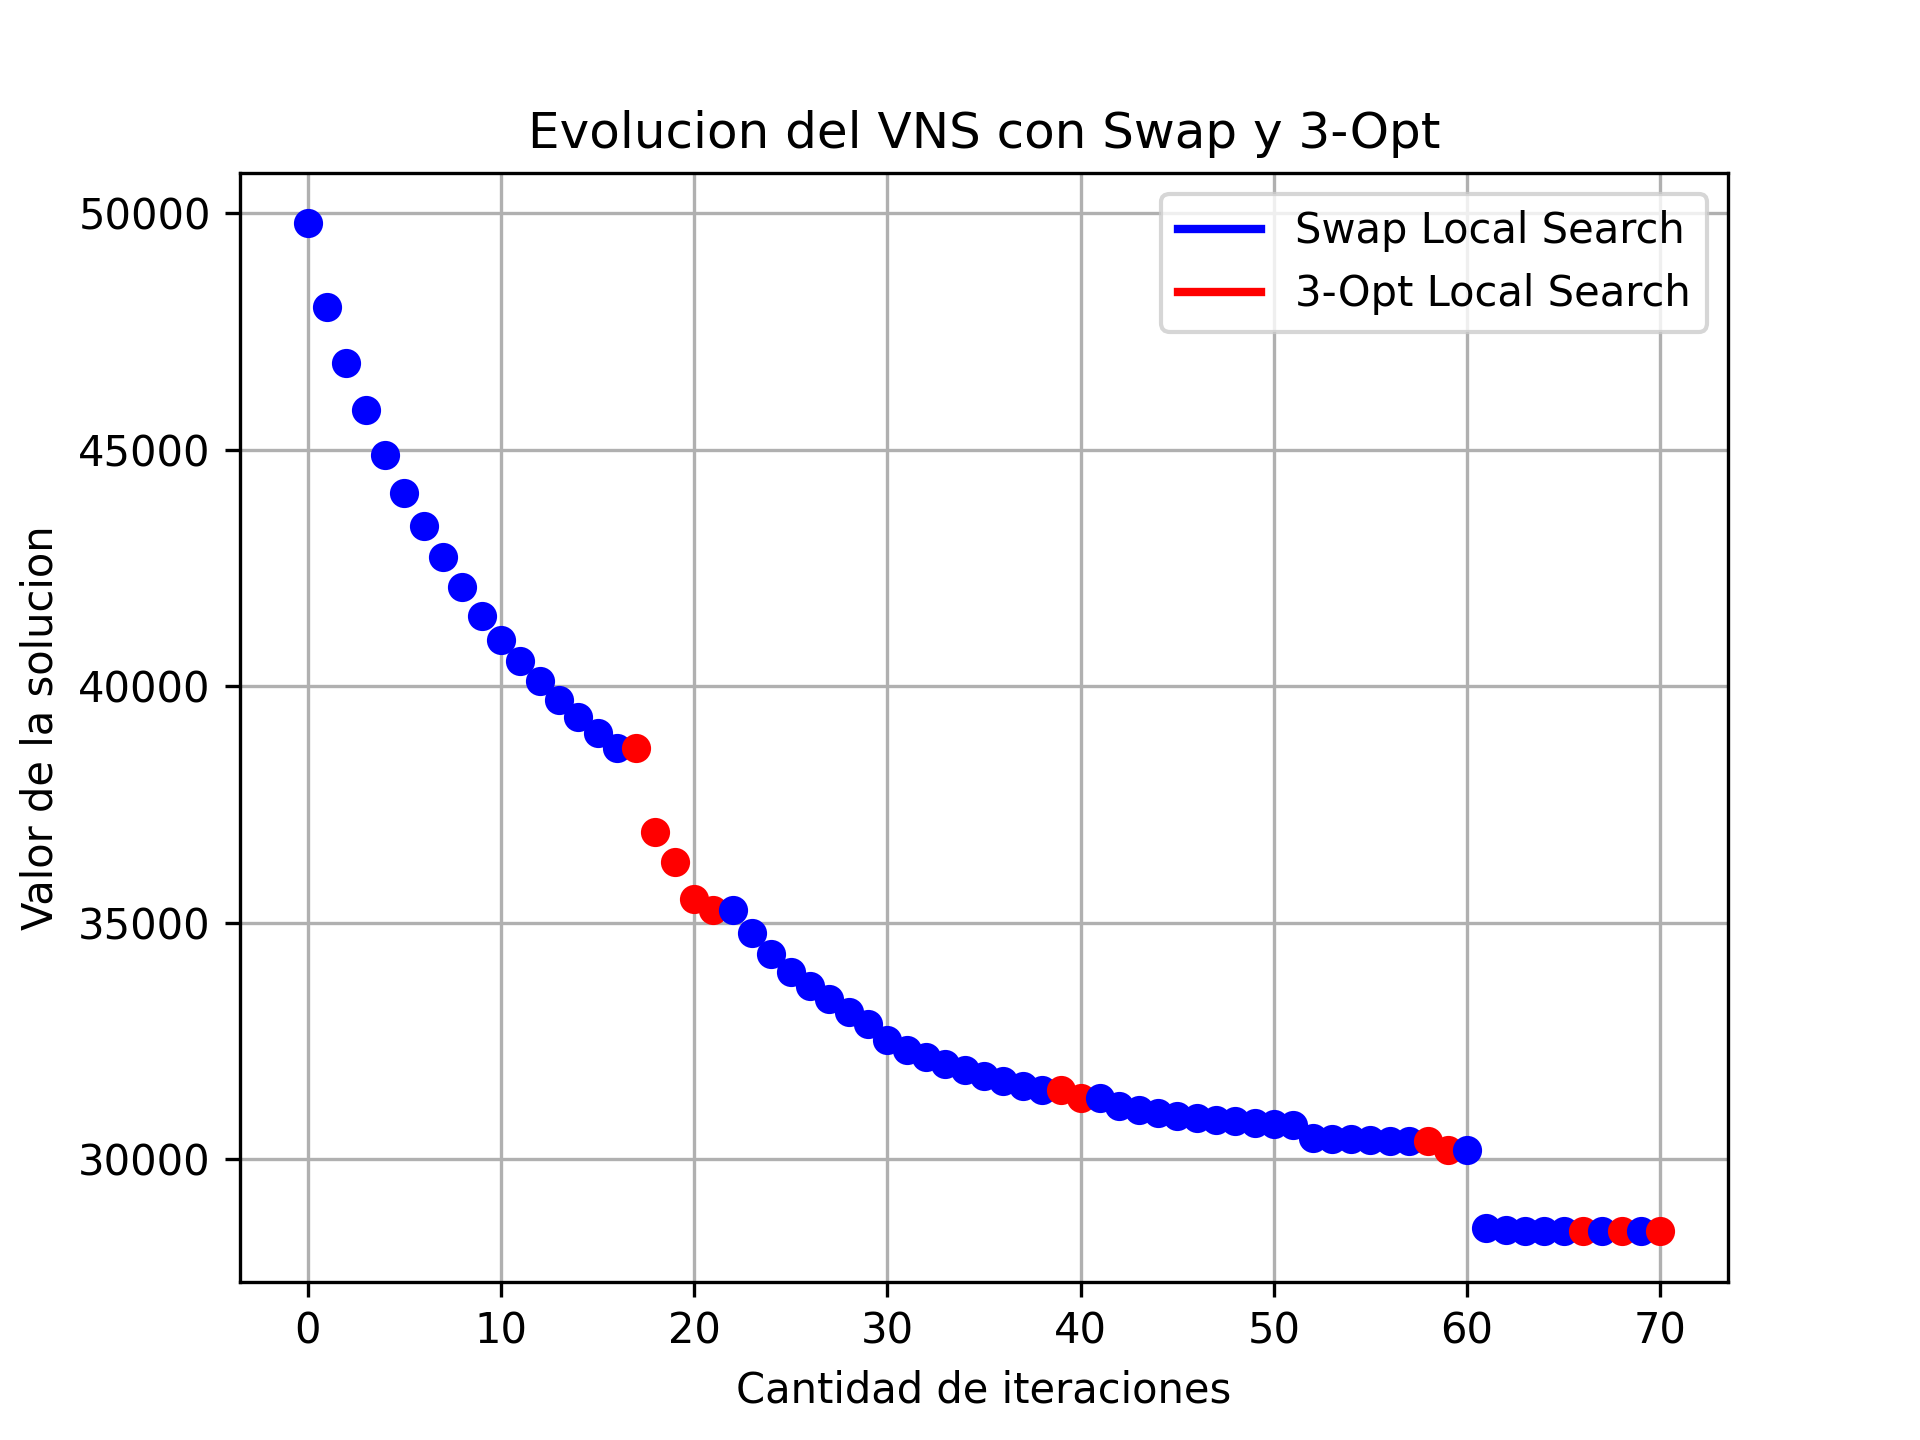 Evolucion del VNS con Swap y 3-Opt
Swap Local Search
3-Opt Local Search
Valor de la solucion
50000
45000
40000
35000
30000
0 10 20 30 40 50 60 70
Cantidad de iteraciones